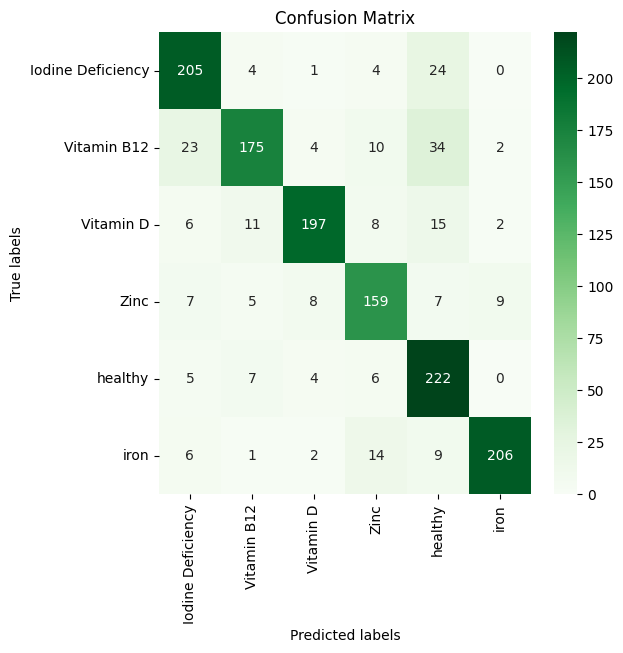 Confusion Matrix
True labels
Iodine Deficiency 205 4 1 4 24 0
Vitamin B12 23 175 4 10 34 2
Vitamin D 6 11 197 8 15 2
Zinc 7 5 8 159 7 9
healthy 5 7 4 6 222 0
iron 6 1 2 14 9 206
Iodine Deficiency Vitamin B12 Vitamin D Zinc healthy iron
Predicted labels
200
175
150
125
100
75
50
25
0